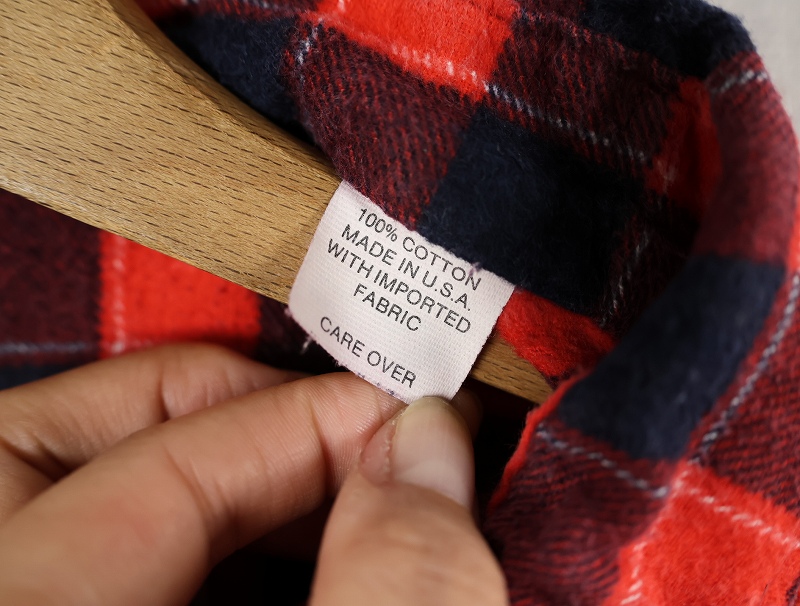 100% COTTON
MADE IN U.S.A.
WITH IMPORTED
FABRIC
CARE OVER